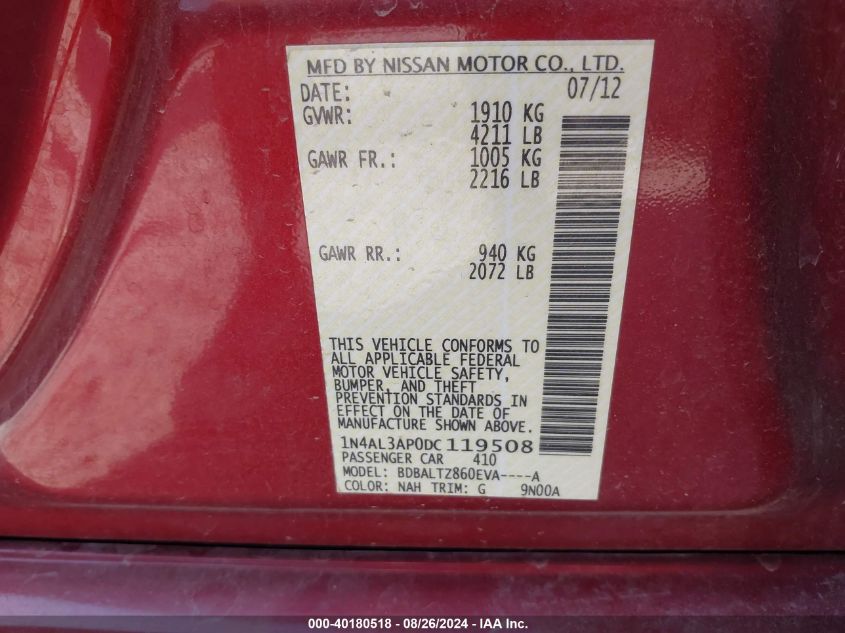 MFD BY NISSAN MOTOR CO., LTD.
DATE: 07/12
GVWR: 1910 KG
4211 LB
GAWR FR.: 1005 KG
2216 LB
GAWR RR.: 940 KG
2072 LB
THIS VEHICLE CONFORMS TO
ALL APPLICABLE FEDERAL
MOTOR VEHICLE SAFETY,
BUMPER, AND THEFT
PREVENTION STANDARDS IN
EFFECT ON THE DATE OF
MANUFACTURE SHOWN ABOVE.
1N4AL3AP0DC119508
PASSENGER CAR 410
MODEL: BDBALTZ860EVA----A
COLOR: NAH TRIM: G 9N00A
000-40180518 - 08/26/2024 - IAA Inc.